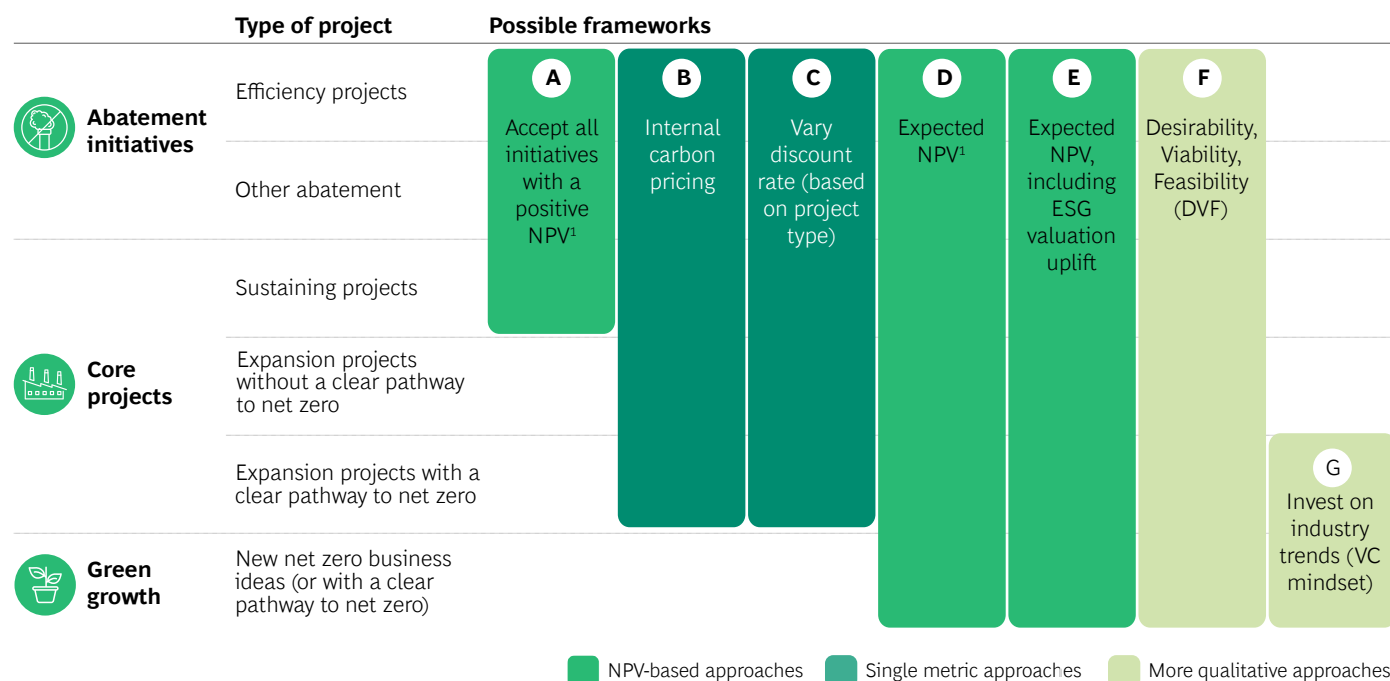 Type of project
Possible frameworks
Abatement
initiatives
Efficiency projects
Other abatement
Core
projects
Sustaining projects
Expansion projects
without a clear pathway
to net zero
Expansion projects with a
clear pathway to net zero
Green
growth
New net zero business
ideas (or with a clear
pathway to net zero)
A
Accept all
initiatives
with a
positive
NPV¹
B
Internal
carbon
pricing
C
Vary
discount
rate (based
on project
type)
D
Expected
NPV¹
E
Expected
NPV,
including
ESG
valuation
uplift
F
Desirability,
Viability,
Feasibility
(DVF)
G
Invest on
industry
trends (VC
mindset)
NPV-based approaches
Single metric approaches
More qualitative approaches